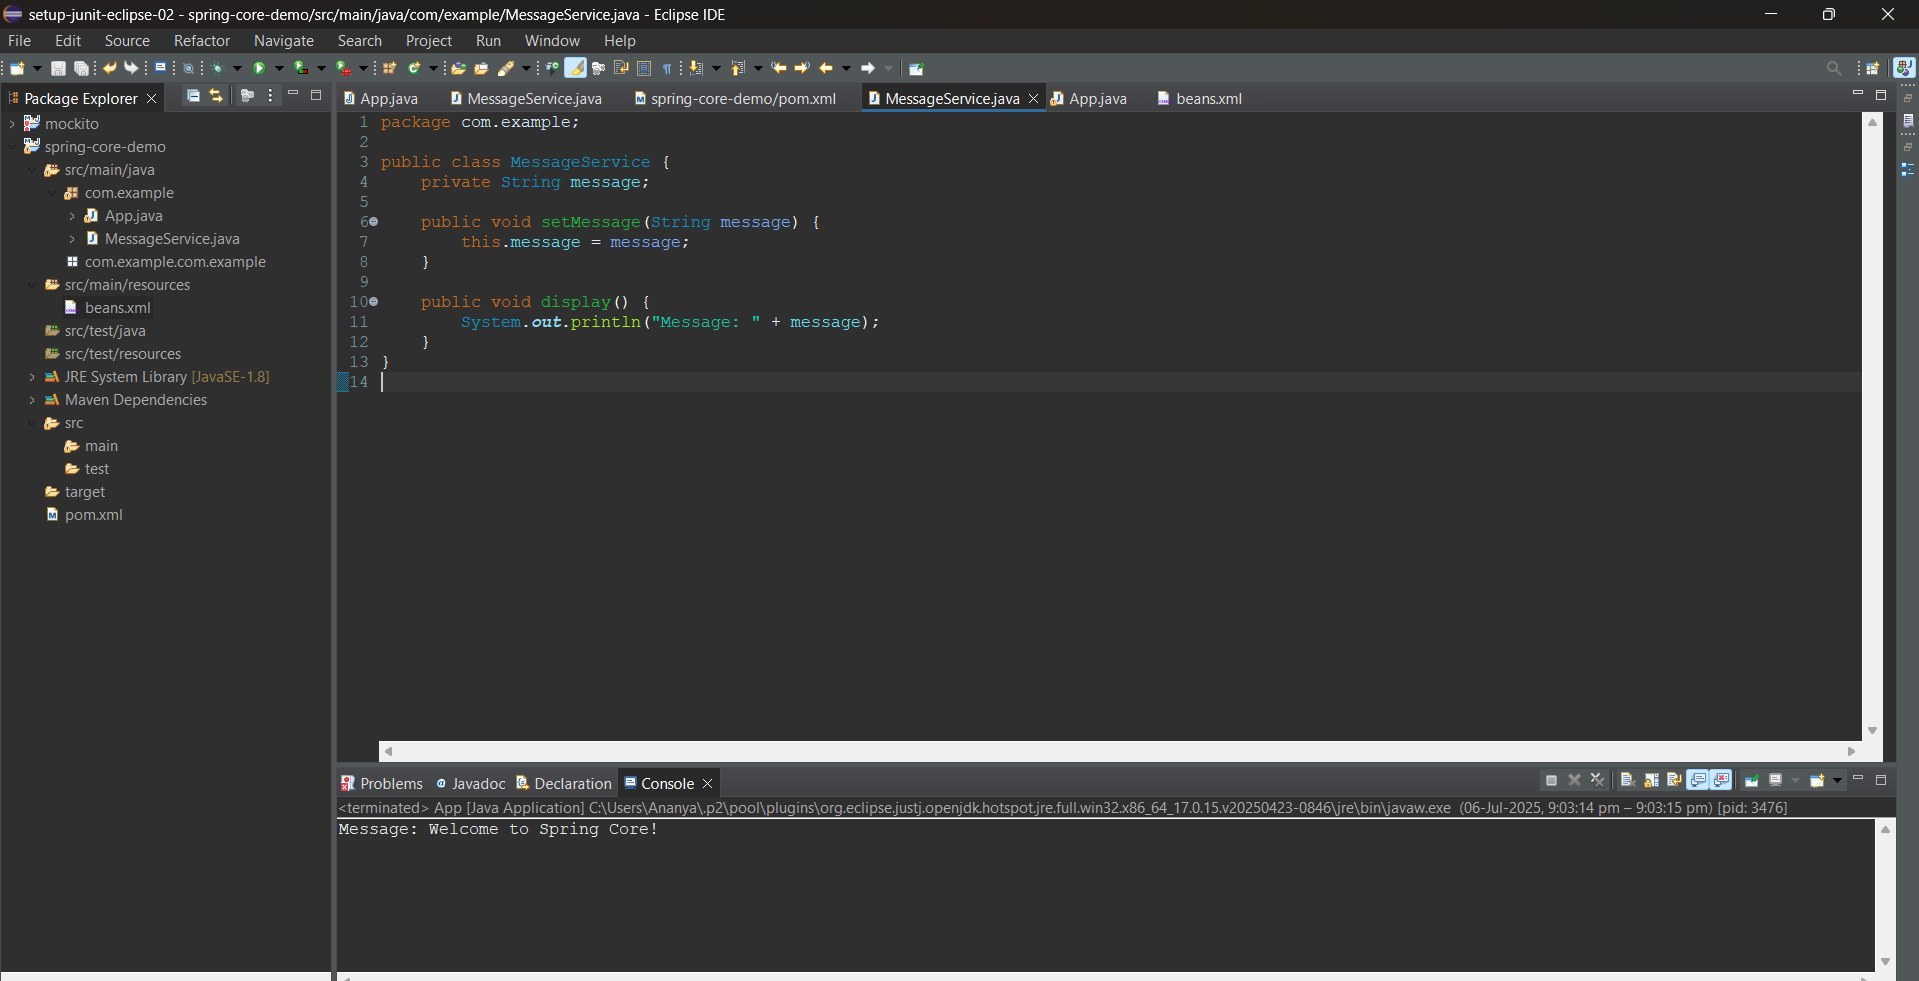 setup-junit-eclipse-02 - spring-core-demo/src/main/java/com/example/MessageService.java - Eclipse IDE
File Edit Source Refactor Navigate Search Project Run Window Help
Package Explorer
mockito
spring-core-demo
src/main/java
com.example
App.java
MessageService.java
com.example.com.example
src/main/resources
beans.xml
src/test/java
src/test/resources
JRE System Library [JavaSE-1.8]
Maven Dependencies
src
main
test
target
pom.xml
App.java MessageService.java spring-core-demo/pom.xml MessageService.java App.java beans.xml
1 package com.example;
2
3 public class MessageService {
4     private String message;
5
6     public void setMessage(String message) {
7         this.message = message;
8     }
9
10     public void display() {
11         System.out.println("Message: " + message);
12     }
13 }
14
Problems Javadoc Declaration Console
<terminated> App [Java Application] C:\Users\Ananya\.p2\pool\plugins\org.eclipse.justj.openjdk.hotspot.jre.full.win32.x86_64_17.0.15.v20250423-0846\jre\bin\javaw.exe (06-Jul-2025, 9:03:14 pm – 9:03:15 pm) [pid: 3476]
Message: Welcome to Spring Core!